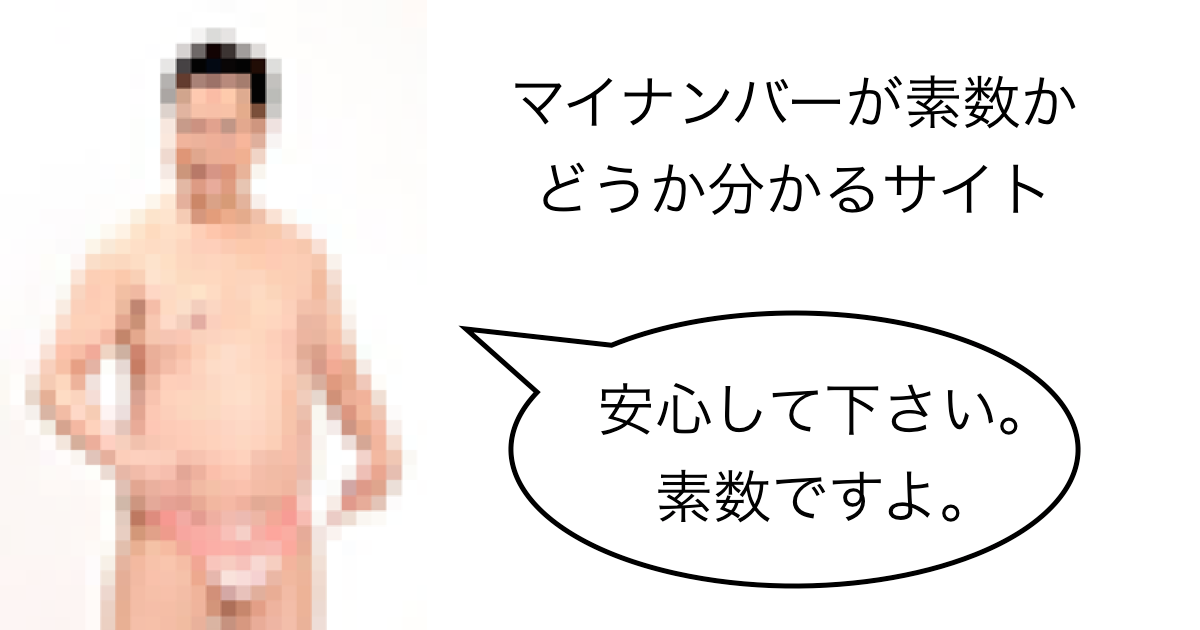 マイナンバーが素数か
どうか分かるサイト
安心して下さい。
素数ですよ。